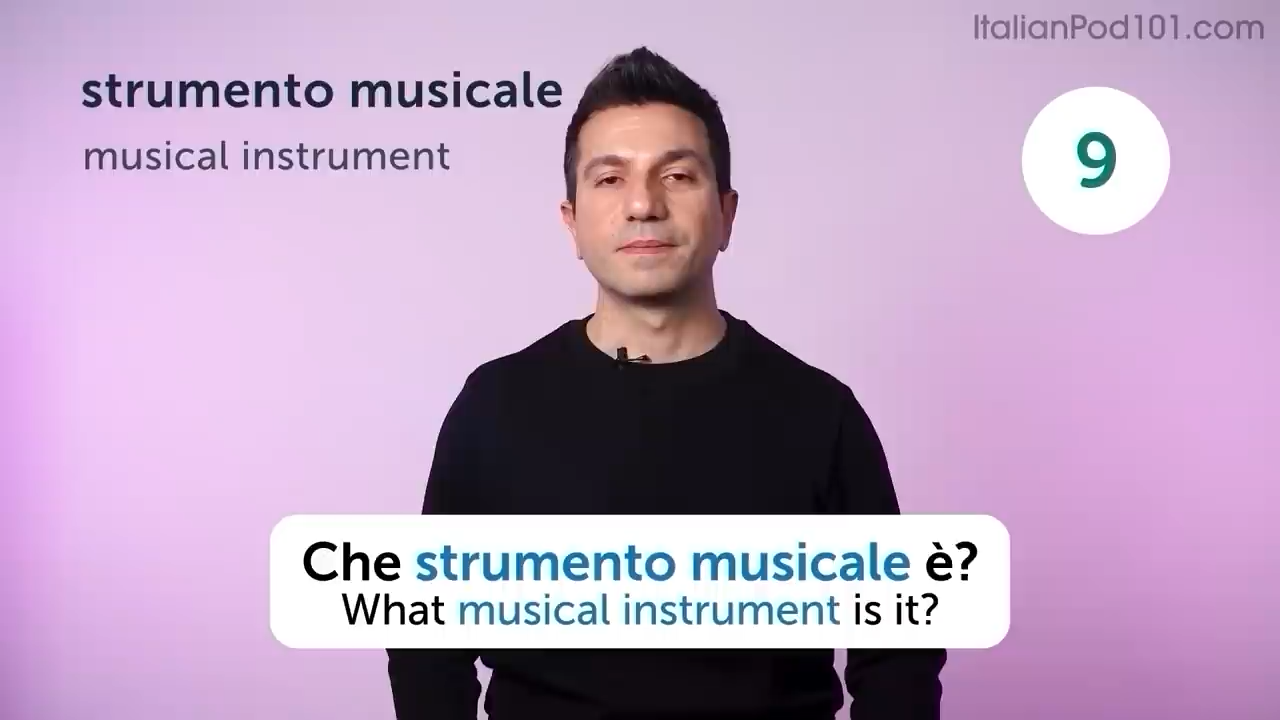 ItalianPod101.com
strumento musicale
musical instrument
9
Che strumento musicale è?
What musical instrument is it?